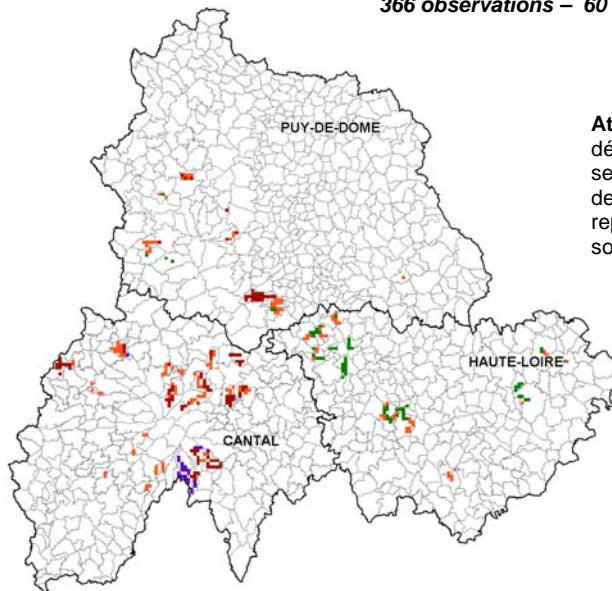 366 observations – 60
PUY-DE-DOME
At
dé
se
de
rep
so
HAUTE-LOIRE
CANTAL